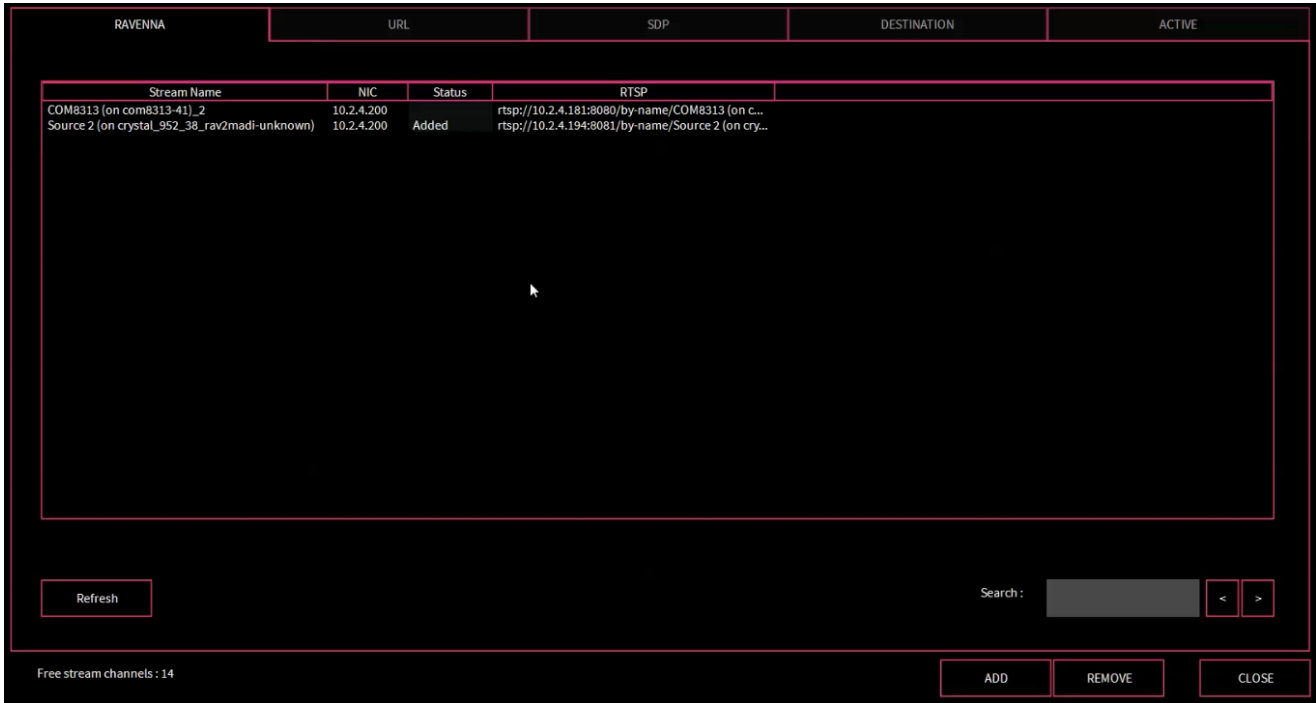 RAVENNA URL SDP DESTINATION ACTIVE
Stream Name NIC Status RTSP
COM8313 (on com8313-41)_2 10.2.4.200 rtsp://10.2.4.181:8080/by-name/COM8313 (on c...
Source 2 (on crystal_952_38_rav2madi-unknown) 10.2.4.200 Added rtsp://10.2.4.194:8081/by-name/Source 2 (on cry...
Refresh Search : < >
Free stream channels : 14 ADD REMOVE CLOSE